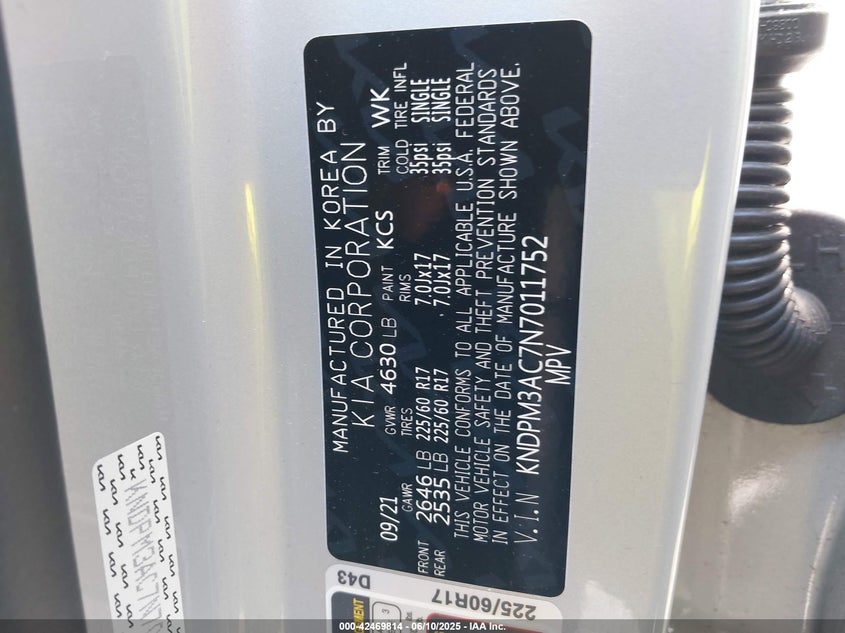 MANUFACTURED IN KOREA BY
KIA CORPORATION
09/21 GVWR 4630 LB PAINT KCS TRIM WK
GAWR TIRES RIMS COLD TIRE INFL
FRONT 2646 LB 225/60 R17 7.0Jx17 35psi SINGLE
REAR 2535 LB 225/60 R17 7.0Jx17 35psi SINGLE
THIS VEHICLE CONFORMS TO ALL APPLICABLE U.S.A. FEDERAL
MOTOR VEHICLE SAFETY AND THEFT PREVENTION STANDARDS
IN EFFECT ON THE DATE OF MANUFACTURE SHOWN ABOVE.
V.I.N KNDPM3AC7N7011752
MPV
D43
225/60R17
3
000-42469814 - 06/10/2025 - IAA Inc.